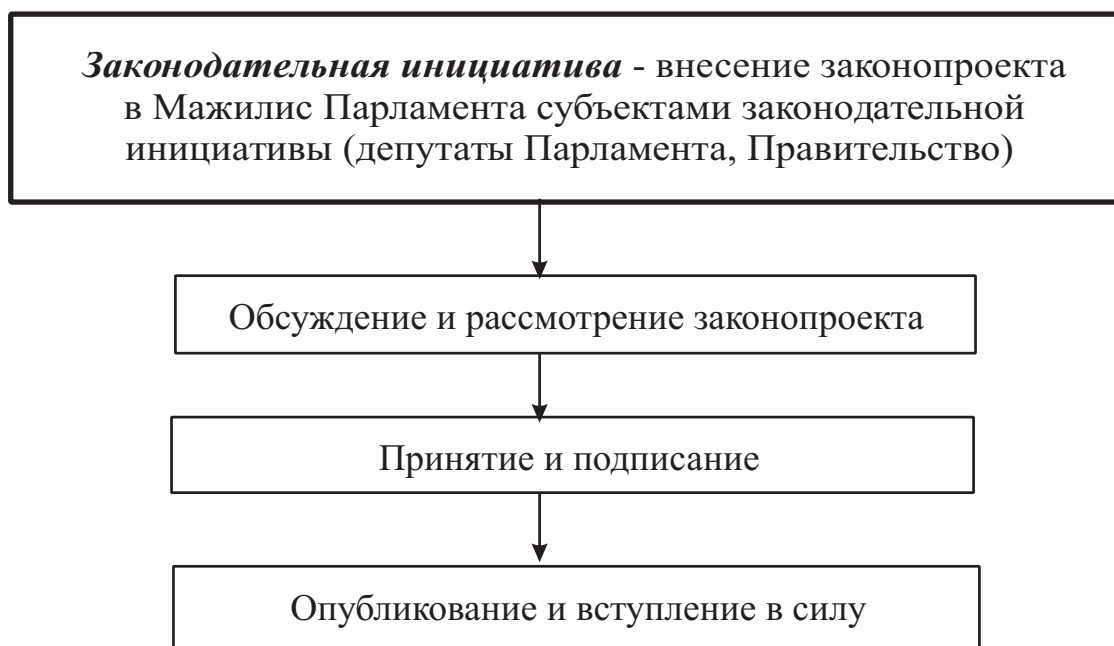 Законодательная инициатива - внесение законопроекта
в Мажилис Парламента субъектами законодательной
инициативы (депутаты Парламента, Правительство)
Обсуждение и рассмотрение законопроекта
Принятие и подписание
Опубликование и вступление в силу